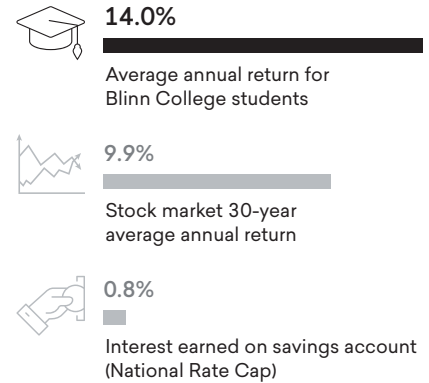 14.0%
Average annual return for
Blinn College students
9.9%
Stock market 30-year
average annual return
0.8%
Interest earned on savings account
(National Rate Cap)